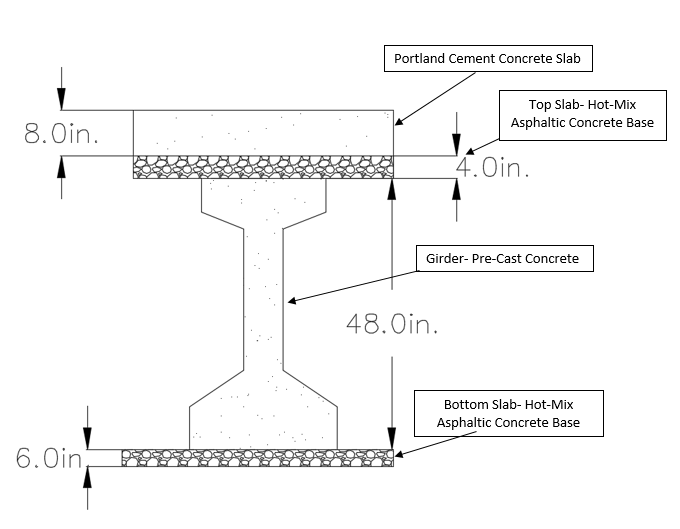 Portland Cement Concrete Slab
Top Slab- Hot-Mix
Asphaltic Concrete Base
8.0in.
4.0in.
Girder- Pre-Cast Concrete
48.0in.
Bottom Slab- Hot-Mix
Asphaltic Concrete Base
6.0in.